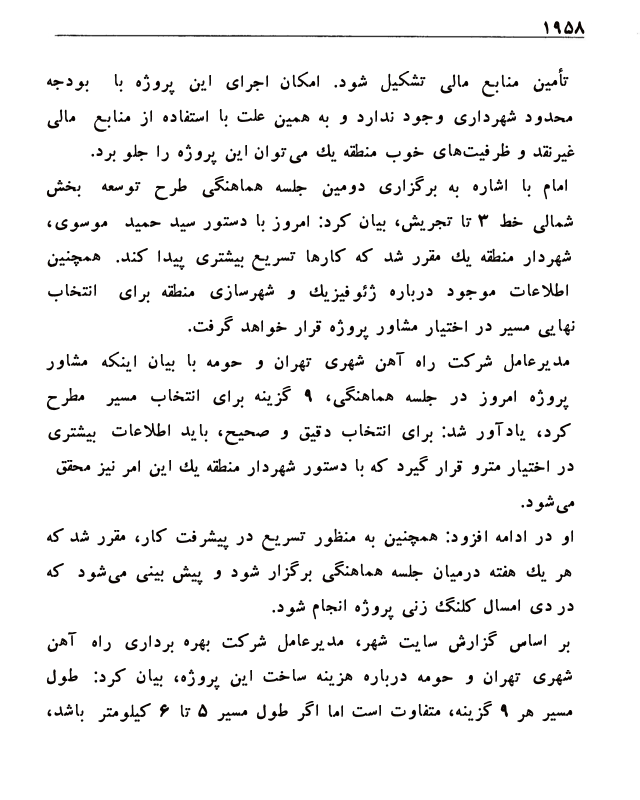 ۱۹۵۸
تأمین منابع مالی تشکیل شود. امکان اجرای این پروژه با بودجه
محدود شهرداری وجود ندارد و به همین علت با استفاده از منابع مالی
غیرنقد و ظرفیت‌های خوب منطقه یك می‌توان این پروژه را جلو برد.
امام با اشاره به برگزاری دومین جلسه هماهنگی طرح توسعه بخش
شمالی خط ۳ تا تجریش، بیان کرد: امروز با دستور سید حمید موسوی،
شهردار منطقه یك مقرر شد که کارها تسریع بیشتری پیدا کند. همچنین
اطلاعات موجود درباره ژئوفیزیك و شهرسازی منطقه برای انتخاب
نهایی مسیر در اختیار مشاور پروژه قرار خواهد گرفت.
مدیرعامل شرکت راه آهن شهری تهران و حومه با بیان اینکه مشاور
پروژه امروز در جلسه هماهنگی، ۹ گزینه برای انتخاب مسیر مطرح
کرد، یادآور شد: برای انتخاب دقیق و صحیح، باید اطلاعات بیشتری
در اختیار مترو قرار گیرد که با دستور شهردار منطقه یك این امر نیز محقق
می‌شود.
او در ادامه افزود: همچنین به منظور تسریع در پیشرفت کار، مقرر شد که
هر یك هفته درمیان جلسه هماهنگی برگزار شود و پیش بینی می‌شود که
در دی امسال کلنگ زنی پروژه انجام شود.
بر اساس گزارش سایت شهر، مدیرعامل شرکت بهره برداری راه آهن
شهری تهران و حومه درباره هزینه ساخت این پروژه، بیان کرد: طول
مسیر هر ۹ گزینه، متفاوت است اما اگر طول مسیر ۵ تا ۶ کیلومتر باشد،